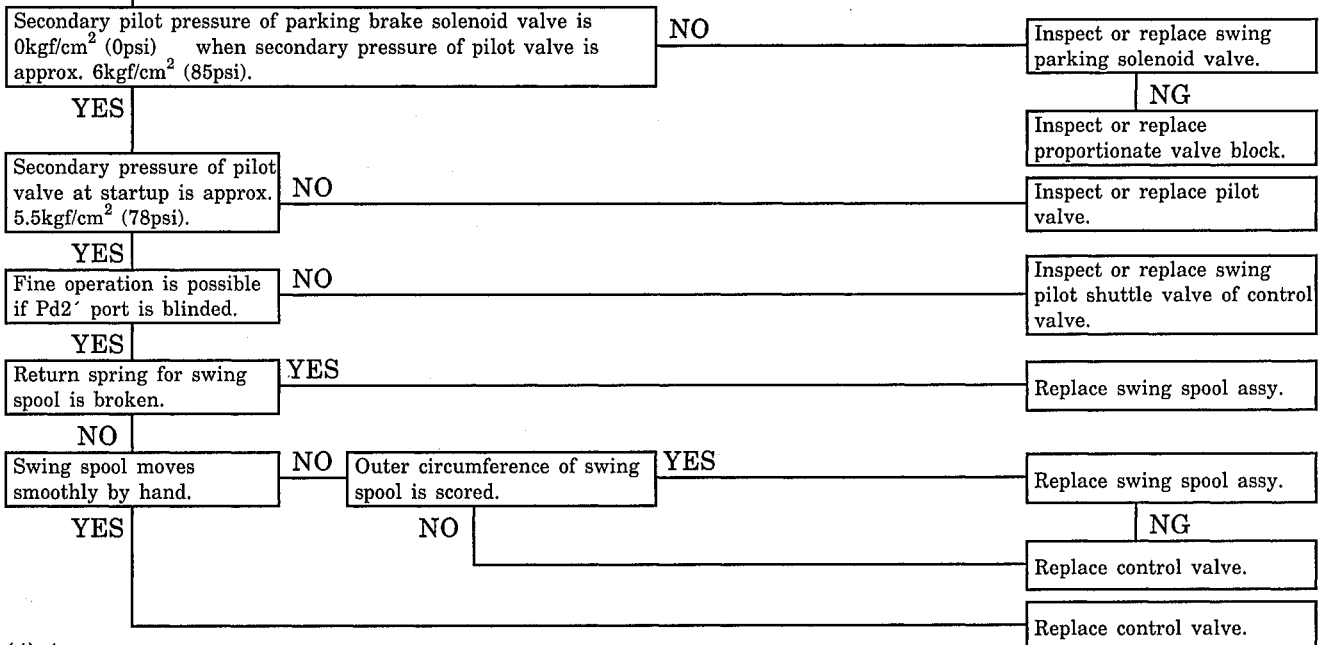 Secondary pilot pressure of parking brake solenoid valve is
0kgf/cm² (0psi) when secondary pressure of pilot valve is
approx. 6kgf/cm² (85psi).
NO
Inspect or replace swing
parking solenoid valve.
NG
Inspect or replace
proportionate valve block.
YES
Secondary pressure of pilot
valve at startup is approx.
5.5kgf/cm² (78psi).
NO
Inspect or replace pilot
valve.
YES
Fine operation is possible
if Pd2´ port is blinded.
NO
Inspect or replace swing
pilot shuttle valve of control
valve.
YES
Return spring for swing
spool is broken.
YES
Replace swing spool assy.
NO
Swing spool moves
smoothly by hand.
NO
Outer circumference of swing
spool is scored.
YES
Replace swing spool assy.
NG
NO
Replace control valve.
YES
Replace control valve.